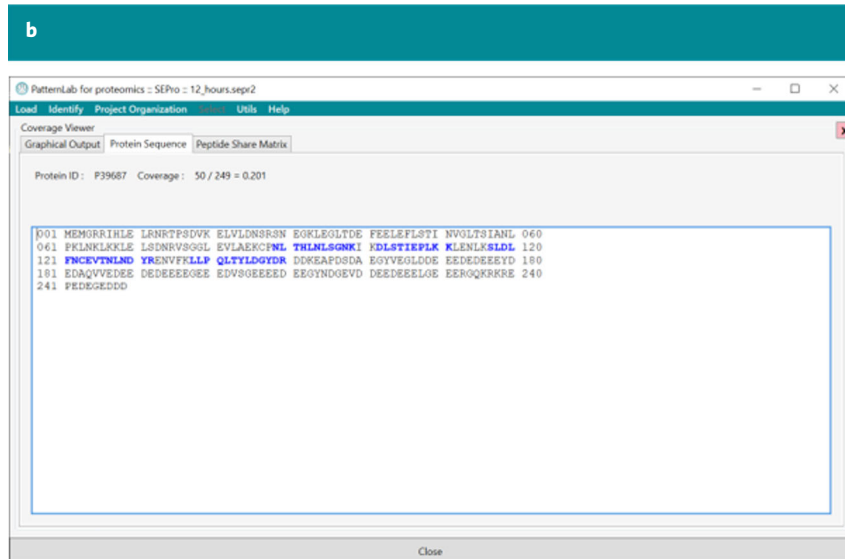 b
PatternLab for proteomics :: SEPro :: 12_hours.sepr2
Load Identify Project Organization Select Utils Help
Coverage Viewer
Graphical Output Protein Sequence Peptide Share Matrix
Protein ID : P39687 Coverage : 50 / 249 = 0.201
001 MEMGRRIHLE LRNRTPSDVK ELVLDNSRSN EGKLEGLTDE FEELEFLSTI NVGLTSIANL 060
061 PKLNKLKKLE LSDNRVSGGL EVLAEKCPNL THLNLSGNKI KDLSTIEPLK KLENLKSLDL 120
121 FNCEVTNLND YRENVFKLLP QLTYLDGYDR DDKEAPDSDA EGYVEGLDDE EEDEDEEEYD 180
181 EDAQVVEDEE DEDEEEEGEE EDVSGEEEED EEGYNDGEVD DEEDEEELGE EERGQKRKRE 240
241 PEDEGEDDD
Close